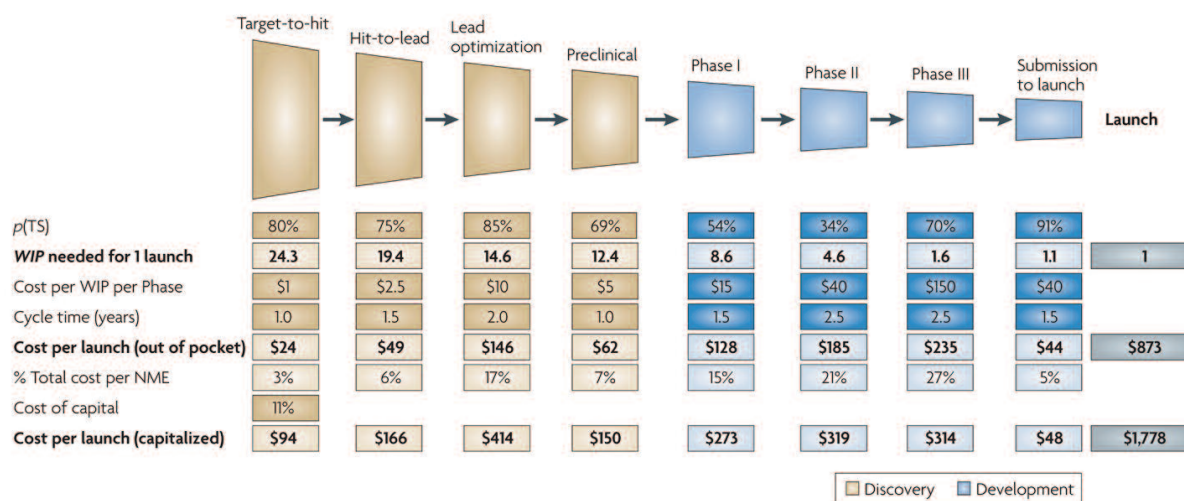 Target-to-hit
Hit-to-lead
Lead
optimization
Preclinical
Phase I
Phase II
Phase III
Submission
to launch
Launch
p(TS) 80% 75% 85% 69% 54% 34% 70% 91%
WIP needed for 1 launch 24.3 19.4 14.6 12.4 8.6 4.6 1.6 1.1 1
Cost per WIP per Phase $1 $2.5 $10 $5 $15 $40 $150 $40
Cycle time (years) 1.0 1.5 2.0 1.0 1.5 2.5 2.5 1.5
Cost per launch (out of pocket) $24 $49 $146 $62 $128 $185 $235 $44 $873
% Total cost per NME 3% 6% 17% 7% 15% 21% 27% 5%
Cost of capital 11%
Cost per launch (capitalized) $94 $166 $414 $150 $273 $319 $314 $48 $1,778
Discovery Development